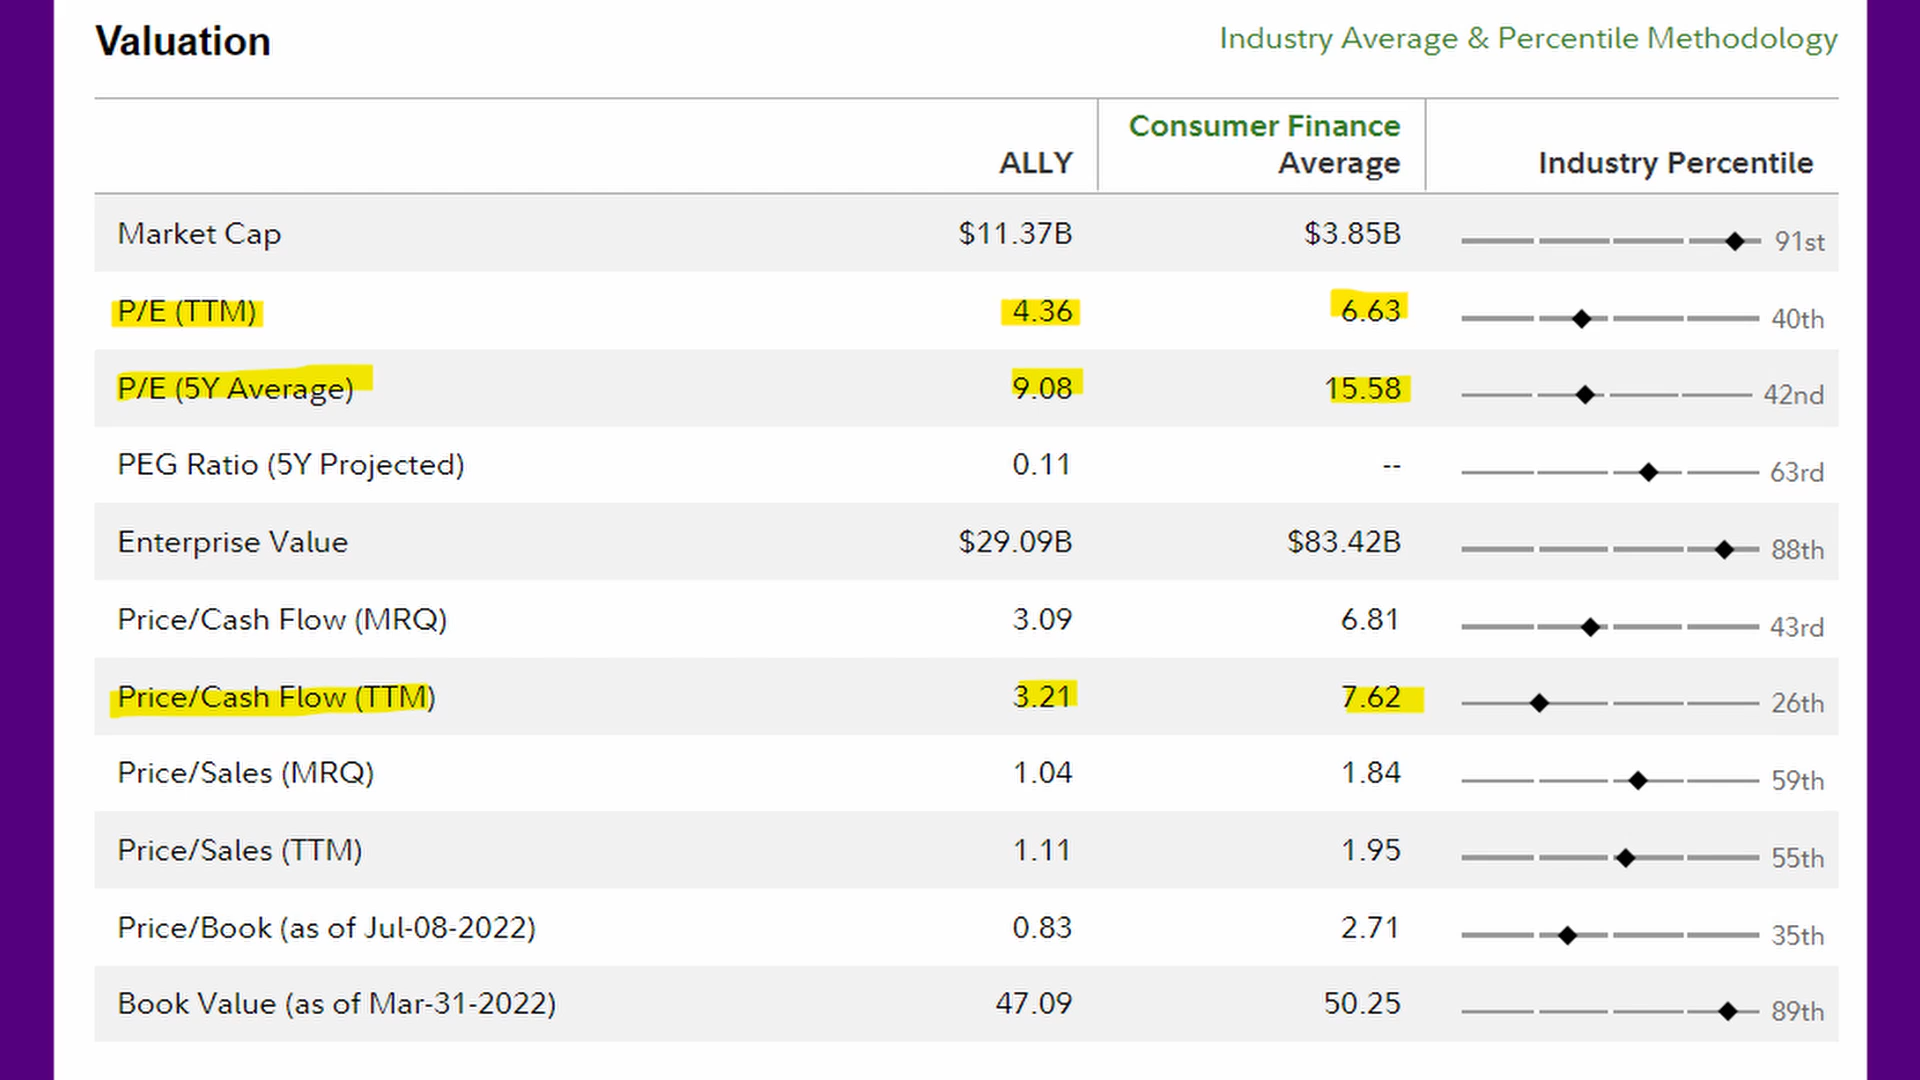 Valuation
Industry Average & Percentile Methodology
Consumer Finance
ALLY Average Industry Percentile
Market Cap $11.37B $3.85B 91st
P/E (TTM) 4.36 6.63 40th
P/E (5Y Average) 9.08 15.58 42nd
PEG Ratio (5Y Projected) 0.11 -- 63rd
Enterprise Value $29.09B $83.42B 88th
Price/Cash Flow (MRQ) 3.09 6.81 43rd
Price/Cash Flow (TTM) 3.21 7.62 26th
Price/Sales (MRQ) 1.04 1.84 59th
Price/Sales (TTM) 1.11 1.95 55th
Price/Book (as of Jul-08-2022) 0.83 2.71 35th
Book Value (as of Mar-31-2022) 47.09 50.25 89th